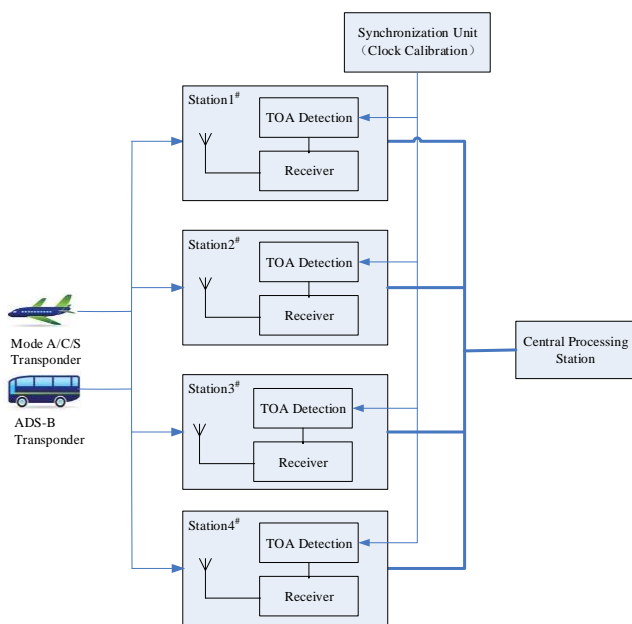 Synchronization Unit
（Clock Calibration）
Station1#
TOA Detection
Receiver
Station2#
TOA Detection
Receiver
Mode A/C/S
Transponder
ADS-B
Transponder
Central Processing
Station
Station3#
TOA Detection
Receiver
Station4#
TOA Detection
Receiver